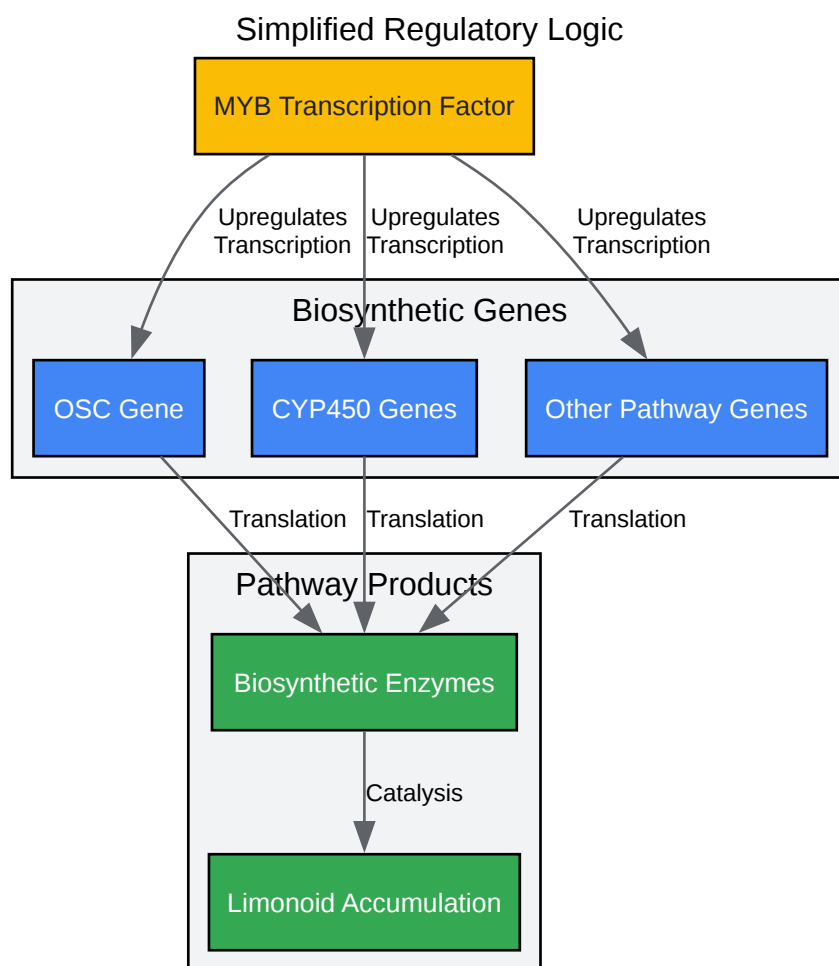 Simplified Regulatory Logic
MYB Transcription Factor
Upregulates
Transcription
Upregulates
Transcription
Upregulates
Transcription
Biosynthetic Genes
OSC Gene
CYP450 Genes
Other Pathway Genes
Translation
Translation
Translation
Pathway Products
Biosynthetic Enzymes
Catalysis
Limonoid Accumulation